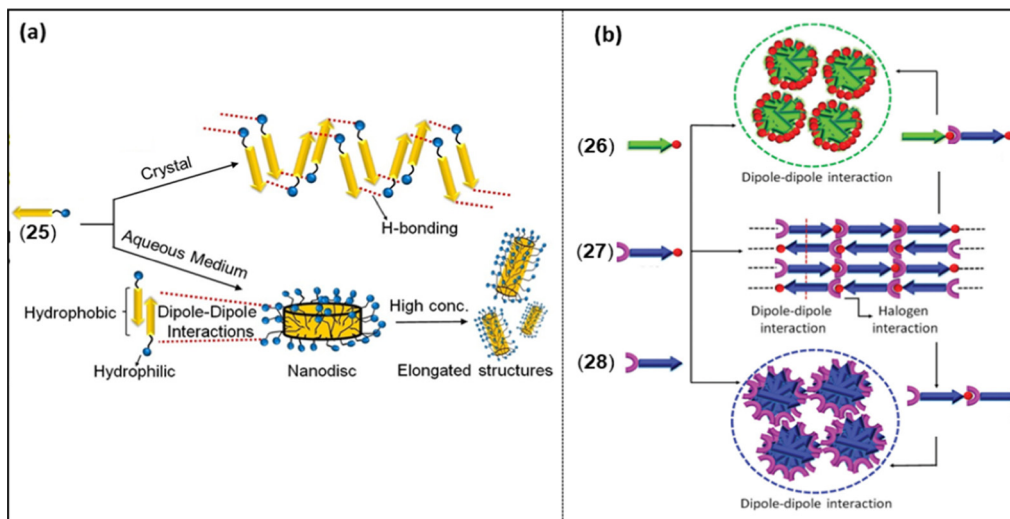 (a)
Crystal
H-bonding
(25)
Aqueous Medium
Hydrophobic
Dipole-Dipole
Interactions
Hydrophilic
Nanodisc
High conc.
Elongated structures
(b)
(26)
Dipole-dipole interaction
(27)
Dipole-dipole
interaction
Halogen
interaction
(28)
Dipole-dipole interaction